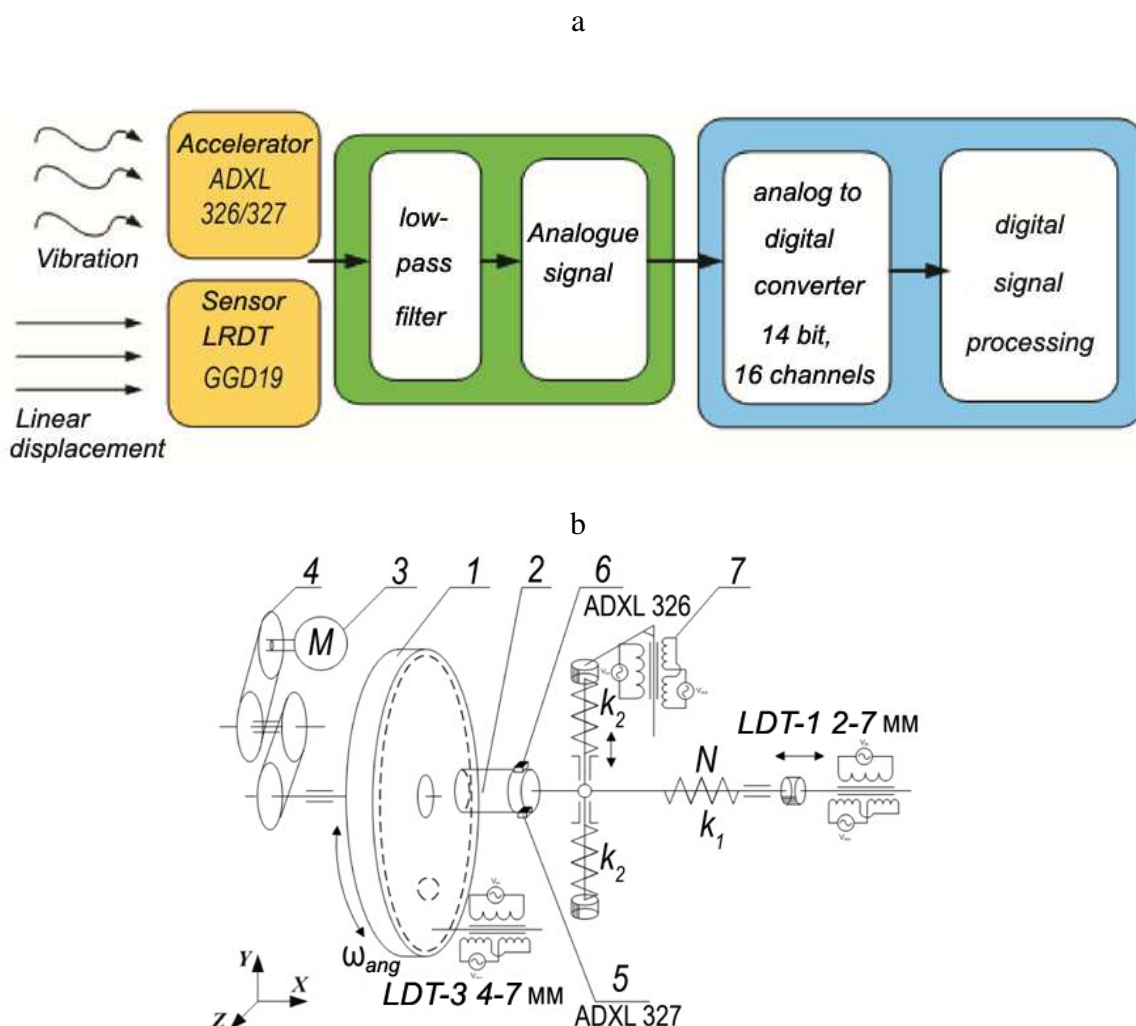 a
Vibration
Linear
displacement
Accelerator
ADXL
326/327
Sensor
LRDT
GGD19
low-
pass
filter
Analogue
signal
analog to
digital
converter
14 bit,
16 channels
digital
signal
processing
b
4
3
1
2
6
7
ADXL 326
M
k2
LDT-1 2-7 мм
N
k1
k2
ωang
LDT-3 4-7 мм
5
ADXL 327
Y
X
Z